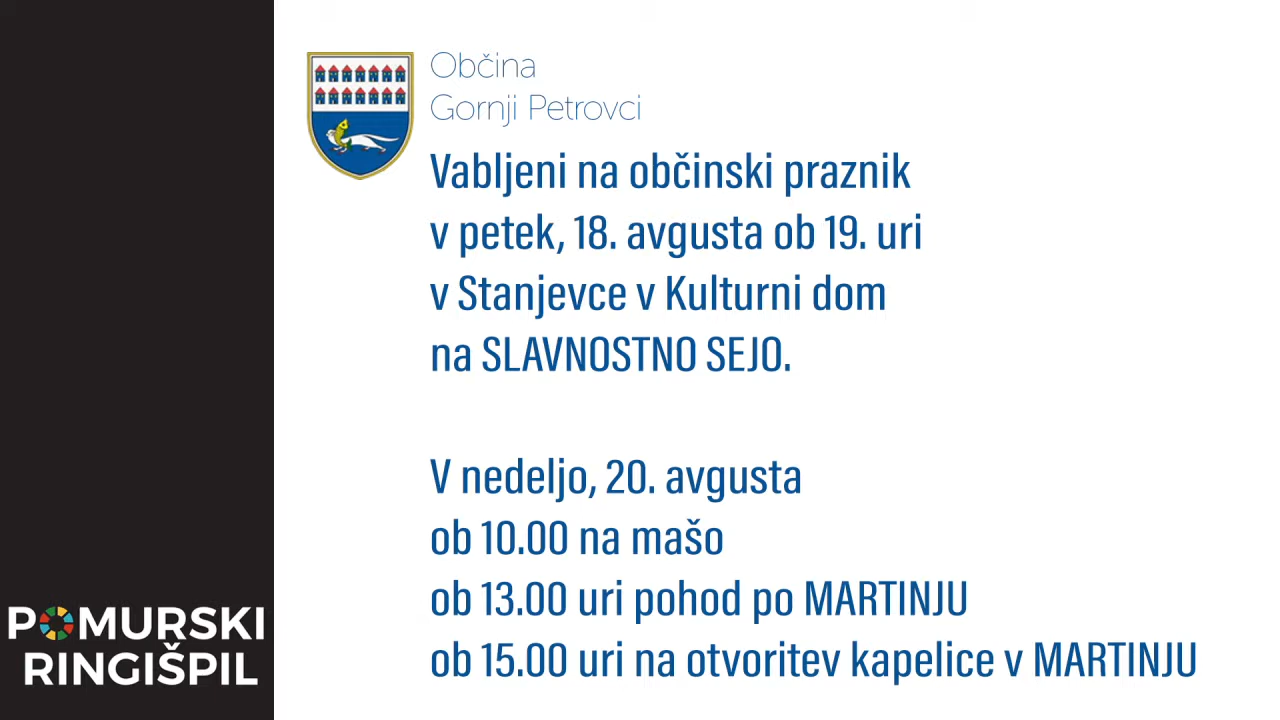 Občina
Gornji Petrovci
Vabljeni na občinski praznik
v petek, 18. avgusta ob 19. uri
v Stanjevce v Kulturni dom
na SLAVNOSTNO SEJO.
V nedeljo, 20. avgusta
ob 10.00 na mašo
ob 13.00 uri pohod po MARTINJU
ob 15.00 uri na otvoritev kapelice v MARTINJU
POMURSKI
RINGIŠPIL